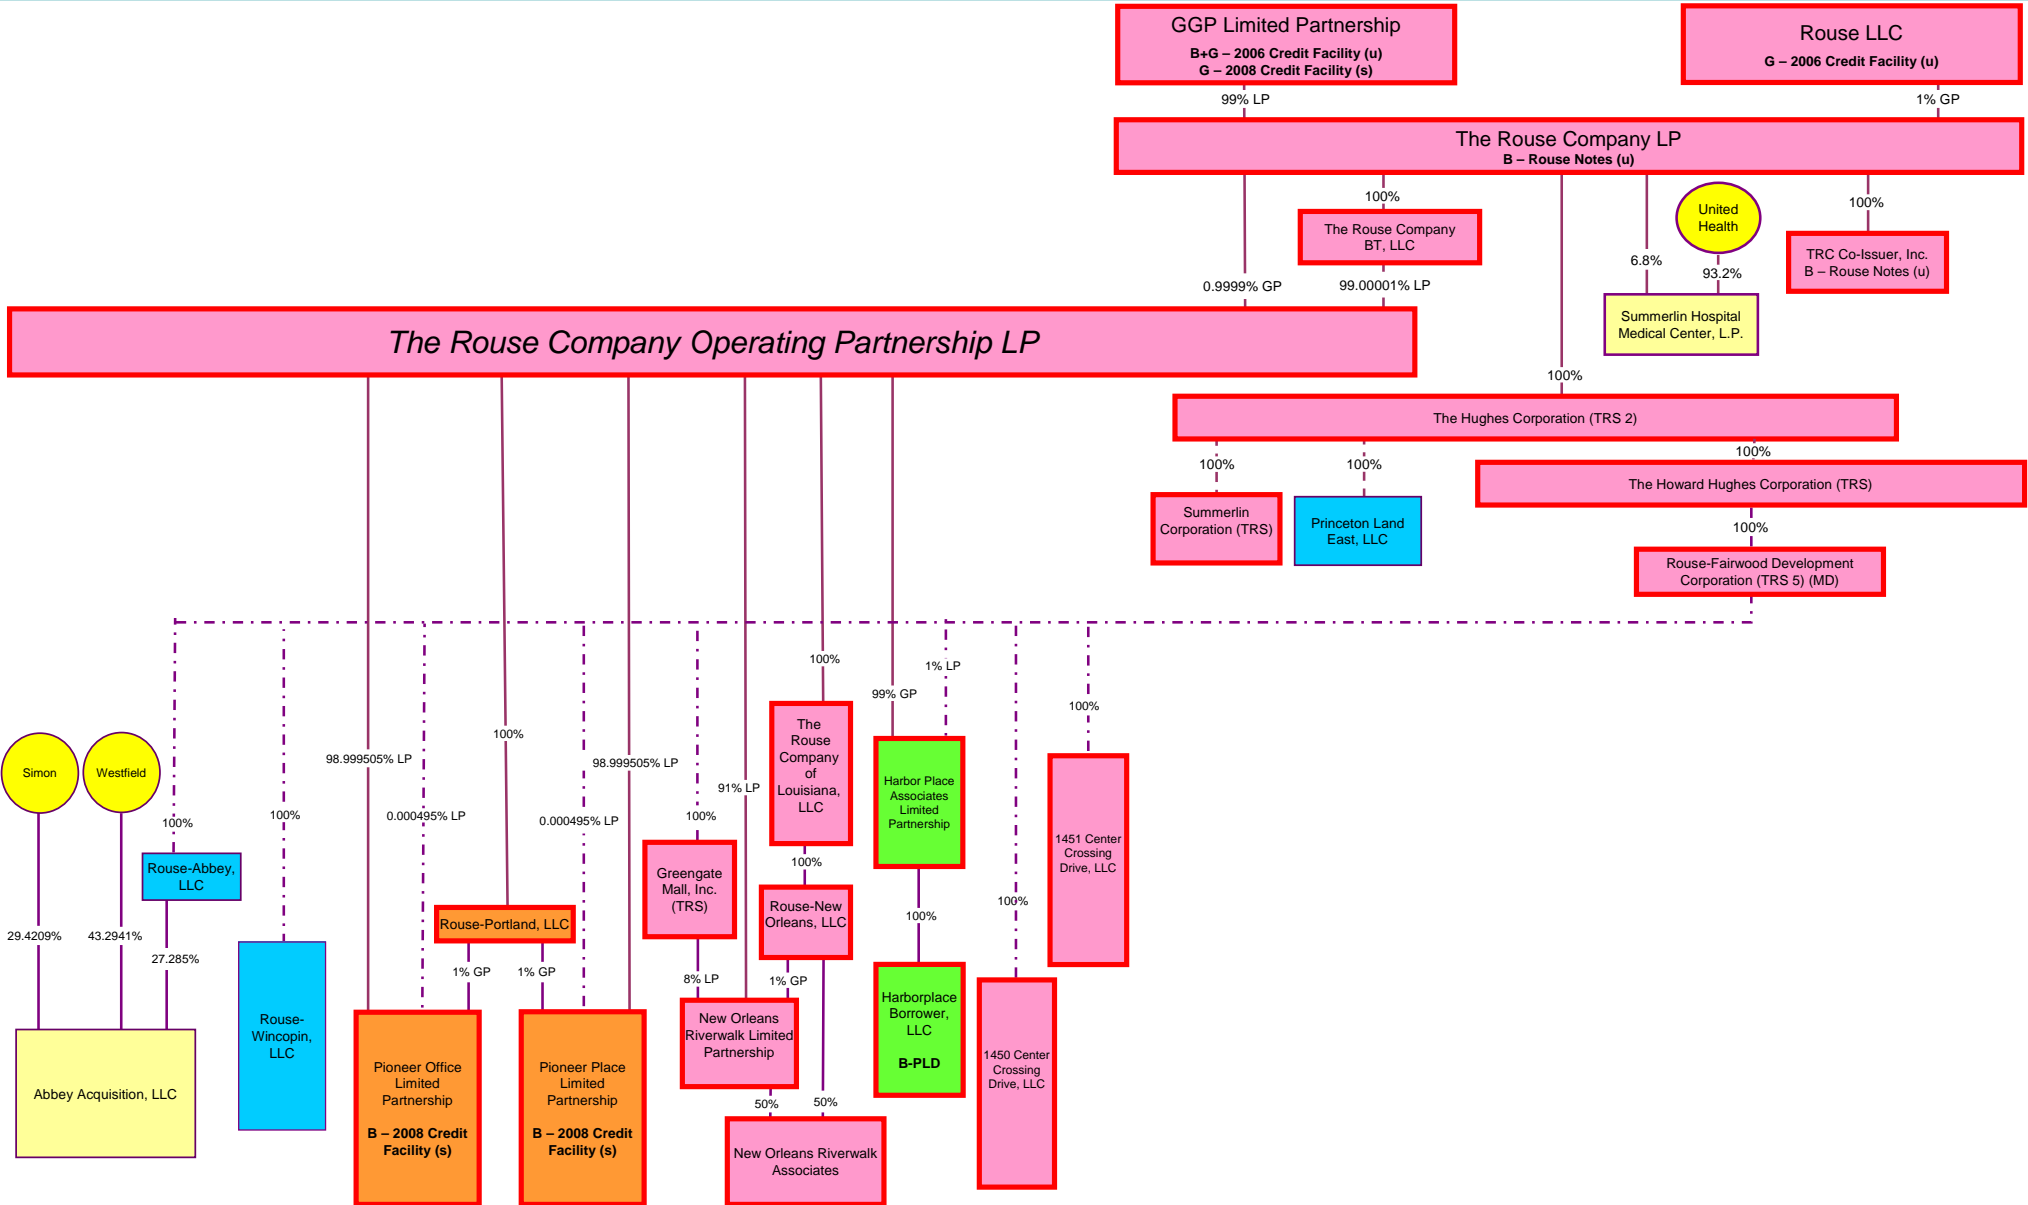 GGP Limited Partnership
B+G – 2006 Credit Facility (u)
G – 2008 Credit Facility (s)
Rouse LLC
G – 2006 Credit Facility (u)
99% LP
1% GP
The Rouse Company LP
B – Rouse Notes (u)
100%
The Rouse Company
BT, LLC
United
Health
100%
TRC Co-Issuer, Inc.
B – Rouse Notes (u)
6.8%
93.2%
0.9999% GP
99.00001% LP
Summerlin Hospital
Medical Center, L.P.
The Rouse Company Operating Partnership LP
100%
The Hughes Corporation (TRS 2)
100%
100%
100%
The Howard Hughes Corporation (TRS)
Summerlin
Corporation (TRS)
Princeton Land
East, LLC
100%
Rouse-Fairwood Development
Corporation (TRS 5) (MD)
100%
1% LP
99% GP
100%
100%
98.999505% LP
98.999505% LP
91% LP
The
Rouse
Company
of
Louisiana,
LLC
Harbor Place
Associates
Limited
Partnership
Simon
Westfield
100%
100%
0.000495% LP
0.000495% LP
100%
1451 Center
Crossing
Drive, LLC
Rouse-Abbey,
LLC
Greengate
Mall, Inc.
(TRS)
100%
Rouse-New
Orleans, LLC
100%
100%
Rouse-Portland, LLC
29.4209%
43.2941%
27.285%
1% GP
1% GP
8% LP
1% GP
Rouse-
Wincopin,
LLC
Harborplace
Borrower,
LLC
B-PLD
New Orleans
Riverwalk Limited
Partnership
1450 Center
Crossing
Drive, LLC
Abbey Acquisition, LLC
Pioneer Office
Limited
Partnership
B – 2008 Credit
Facility (s)
Pioneer Place
Limited
Partnership
B – 2008 Credit
Facility (s)
50%
50%
New Orleans Riverwalk
Associates